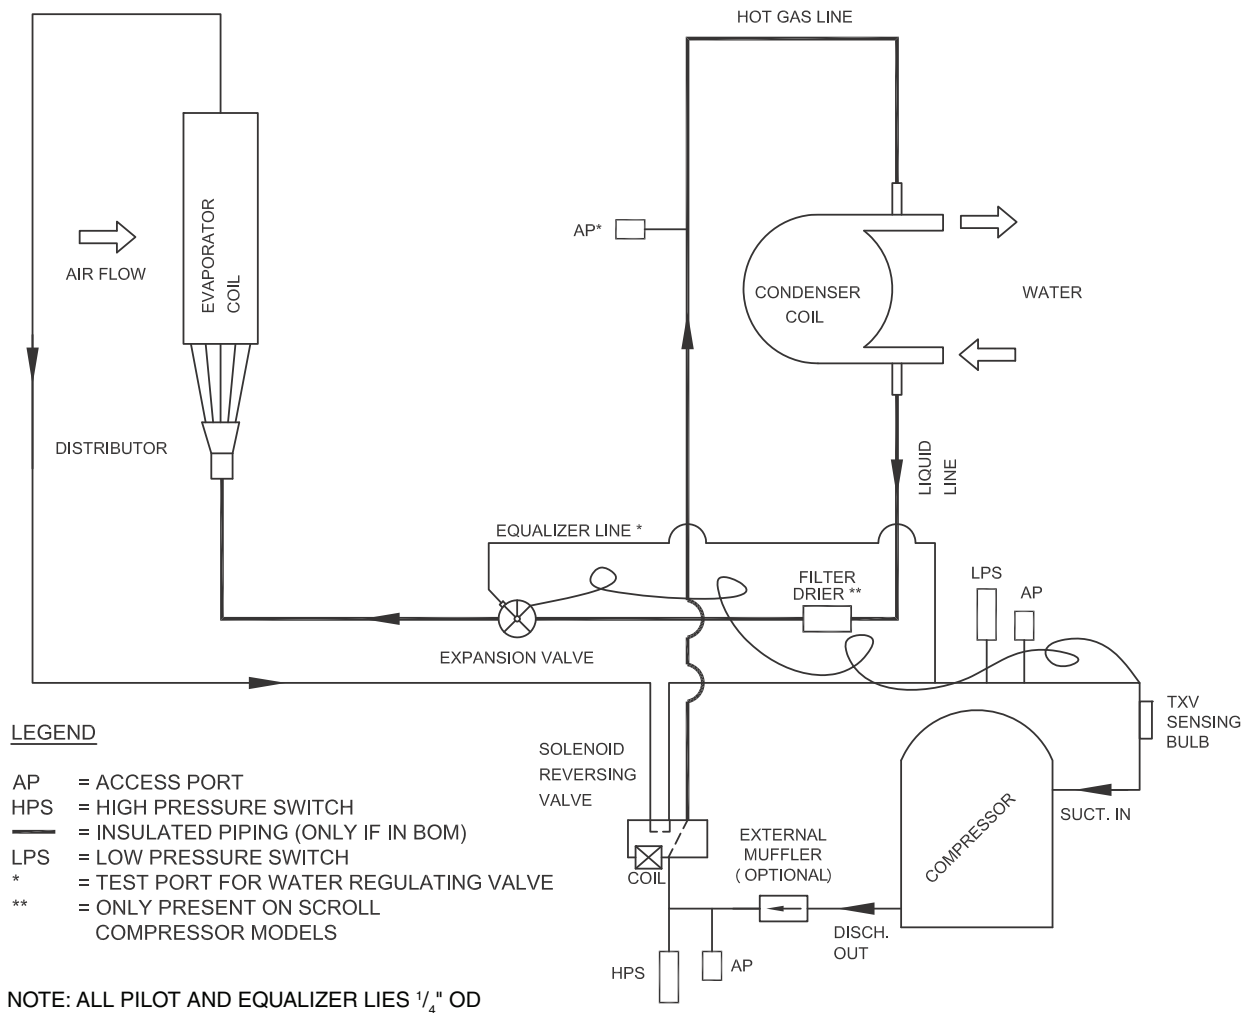 HOT GAS LINE
EVAPORATOR
COIL
AP*
AIR FLOW
CONDENSER
COIL
WATER
DISTRIBUTOR
LIQUID
LINE
EQUALIZER LINE *
FILTER
DRIER **
LPS
AP
EXPANSION VALVE
TXV
SENSING
BULB
LEGEND
AP = ACCESS PORT
HPS = HIGH PRESSURE SWITCH
= INSULATED PIPING (ONLY IF IN BOM)
LPS = LOW PRESSURE SWITCH
* = TEST PORT FOR WATER REGULATING VALVE
** = ONLY PRESENT ON SCROLL
COMPRESSOR MODELS
SOLENOID
REVERSING
VALVE
COIL
EXTERNAL
MUFFLER
( OPTIONAL)
COMPRESSOR
SUCT. IN
DISCH.
OUT
HPS
AP
NOTE: ALL PILOT AND EQUALIZER LIES 1/4" OD